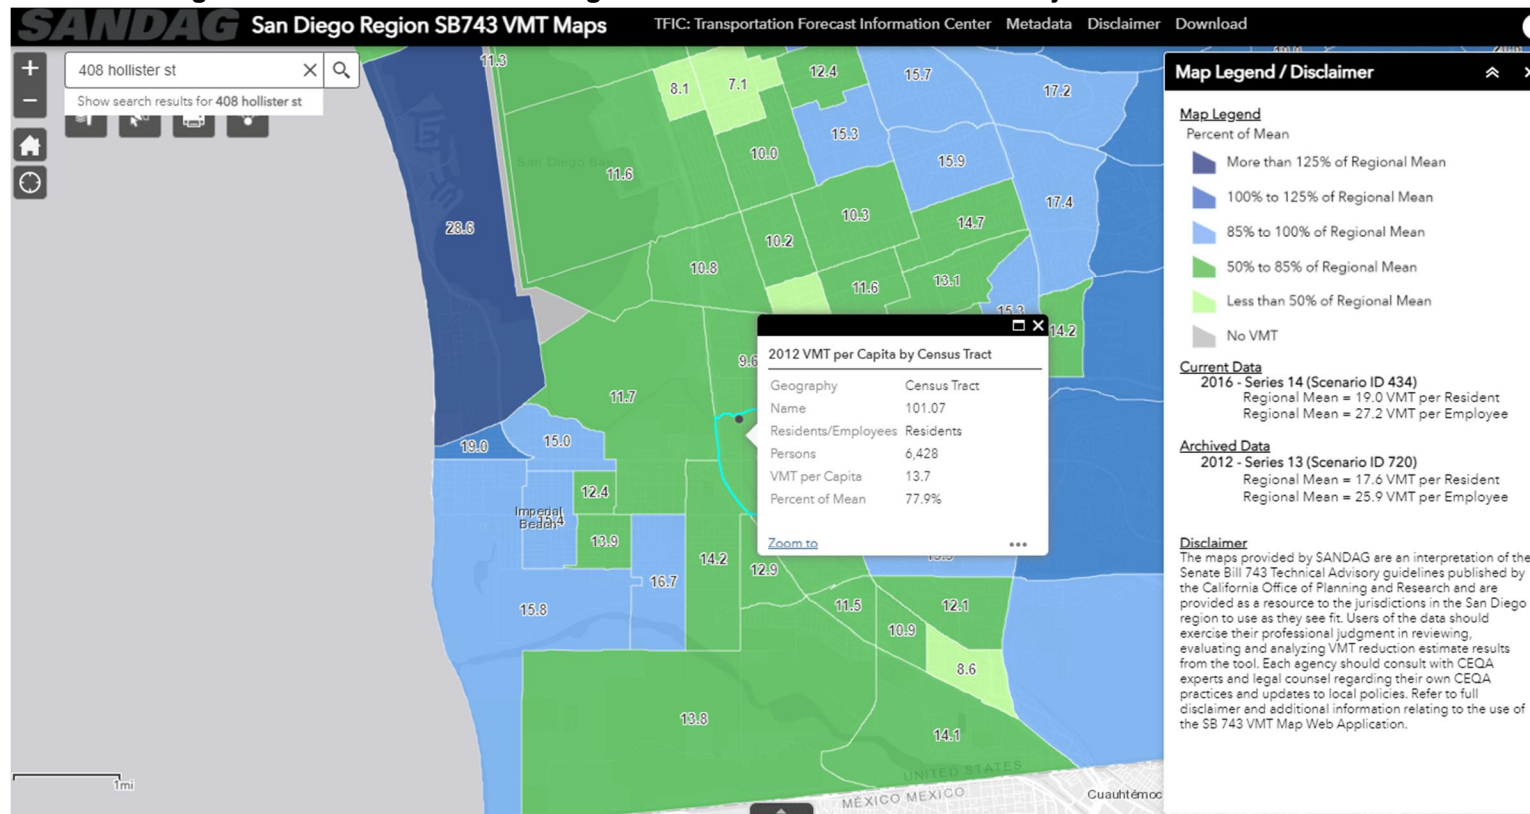 SANDAG San Diego Region SB743 VMT Maps TFIC: Transportation Forecast Information Center Metadata Disclaimer Download
408 hollister st
Show search results for 408 hollister st
11.3
8.1
7.1
12.4
15.7
17.2
15.3
10.0
15.9
San Diego Bay
11.6
17.4
10.3
14.7
28.6
10.2
10.8
11.6
13.1
15.3
14.2
9.6
11.7
19.0
15.0
12.4
Imperial
Beach
15.4
13.9
14.2
12.9
16.7
15.8
11.5
12.1
10.9
8.6
13.8
14.1
UNITED STATES
MÉXICO MEXICO
Cuauhtémoc
1mi
2012 VMT per Capita by Census Tract
Geography Census Tract
Name 101.07
Residents/Employees Residents
Persons 6,428
VMT per Capita 13.7
Percent of Mean 77.9%
Zoom to
Map Legend / Disclaimer
Map Legend
Percent of Mean
More than 125% of Regional Mean
100% to 125% of Regional Mean
85% to 100% of Regional Mean
50% to 85% of Regional Mean
Less than 50% of Regional Mean
No VMT
Current Data
2016 - Series 14 (Scenario ID 434)
Regional Mean = 19.0 VMT per Resident
Regional Mean = 27.2 VMT per Employee
Archived Data
2012 - Series 13 (Scenario ID 720)
Regional Mean = 17.6 VMT per Resident
Regional Mean = 25.9 VMT per Employee
Disclaimer
The maps provided by SANDAG are an interpretation of the
Senate Bill 743 Technical Advisory guidelines published by
the California Office of Planning and Research and are
provided as a resource to the jurisdictions in the San Diego
region to use as they see fit. Users of the data should
exercise their professional judgment in reviewing,
evaluating and analyzing VMT reduction estimate results
from the tool. Each agency should consult with CEQA
experts and legal counsel regarding their own CEQA
practices and updates to local policies. Refer to full
disclaimer and additional information relating to the use of
the SB 743 VMT Map Web Application.